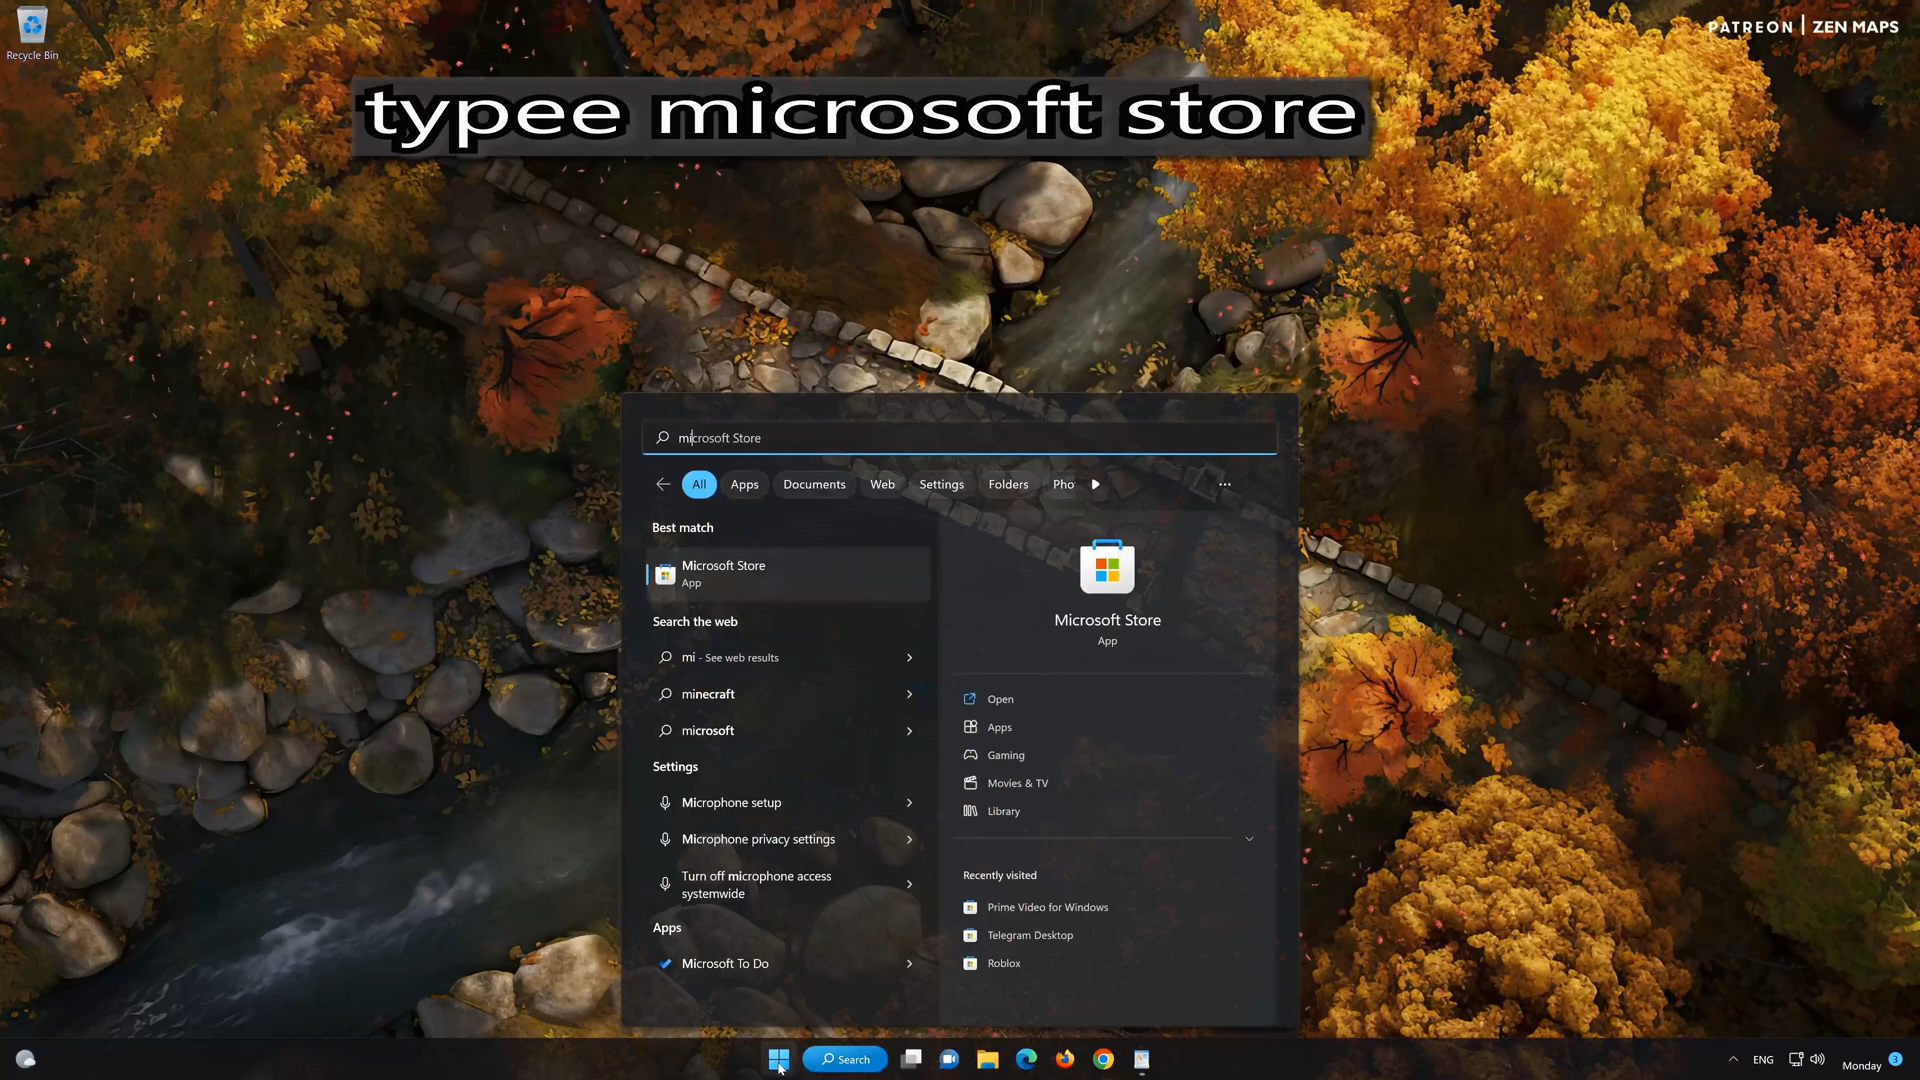 Recycle Bin
PATREON | ZEN MAPS
typee microsoft store
microsoft Store
All Apps Documents Web Settings Folders Pho
Best match
Microsoft Store
App
Search the web
mi - See web results
minecraft
microsoft
Settings
Microphone setup
Microphone privacy settings
Turn off microphone access
systemwide
Apps
Microsoft To Do
Microsoft Store
App
Open
Apps
Gaming
Movies & TV
Library
Recently visited
Prime Video for Windows
Telegram Desktop
Roblox
Search
ENG
Monday
3